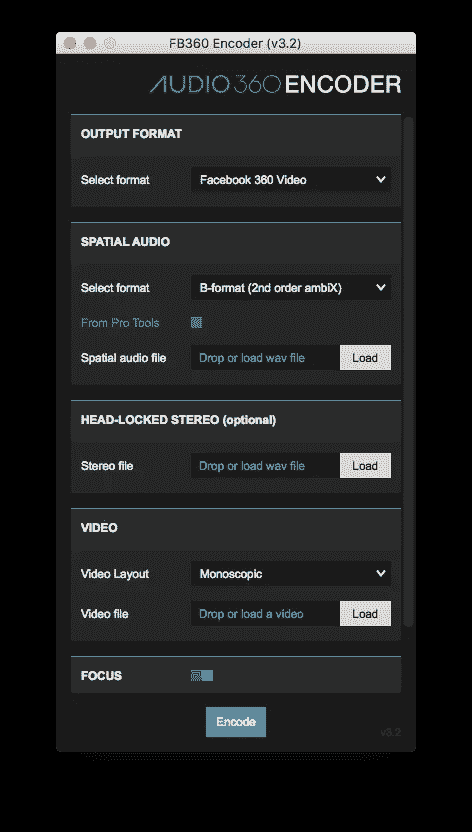 FB360 Encoder (v3.2)
AUDIO360 ENCODER
OUTPUT FORMAT
Select format Facebook 360 Video
SPATIAL AUDIO
Select format B-format (2nd order ambiX)
From Pro Tools
Spatial audio file Drop or load wav file Load
HEAD-LOCKED STEREO (optional)
Stereo file Drop or load wav file Load
VIDEO
Video Layout Monoscopic
Video file Drop or load a video Load
FOCUS
Encode
v3.2